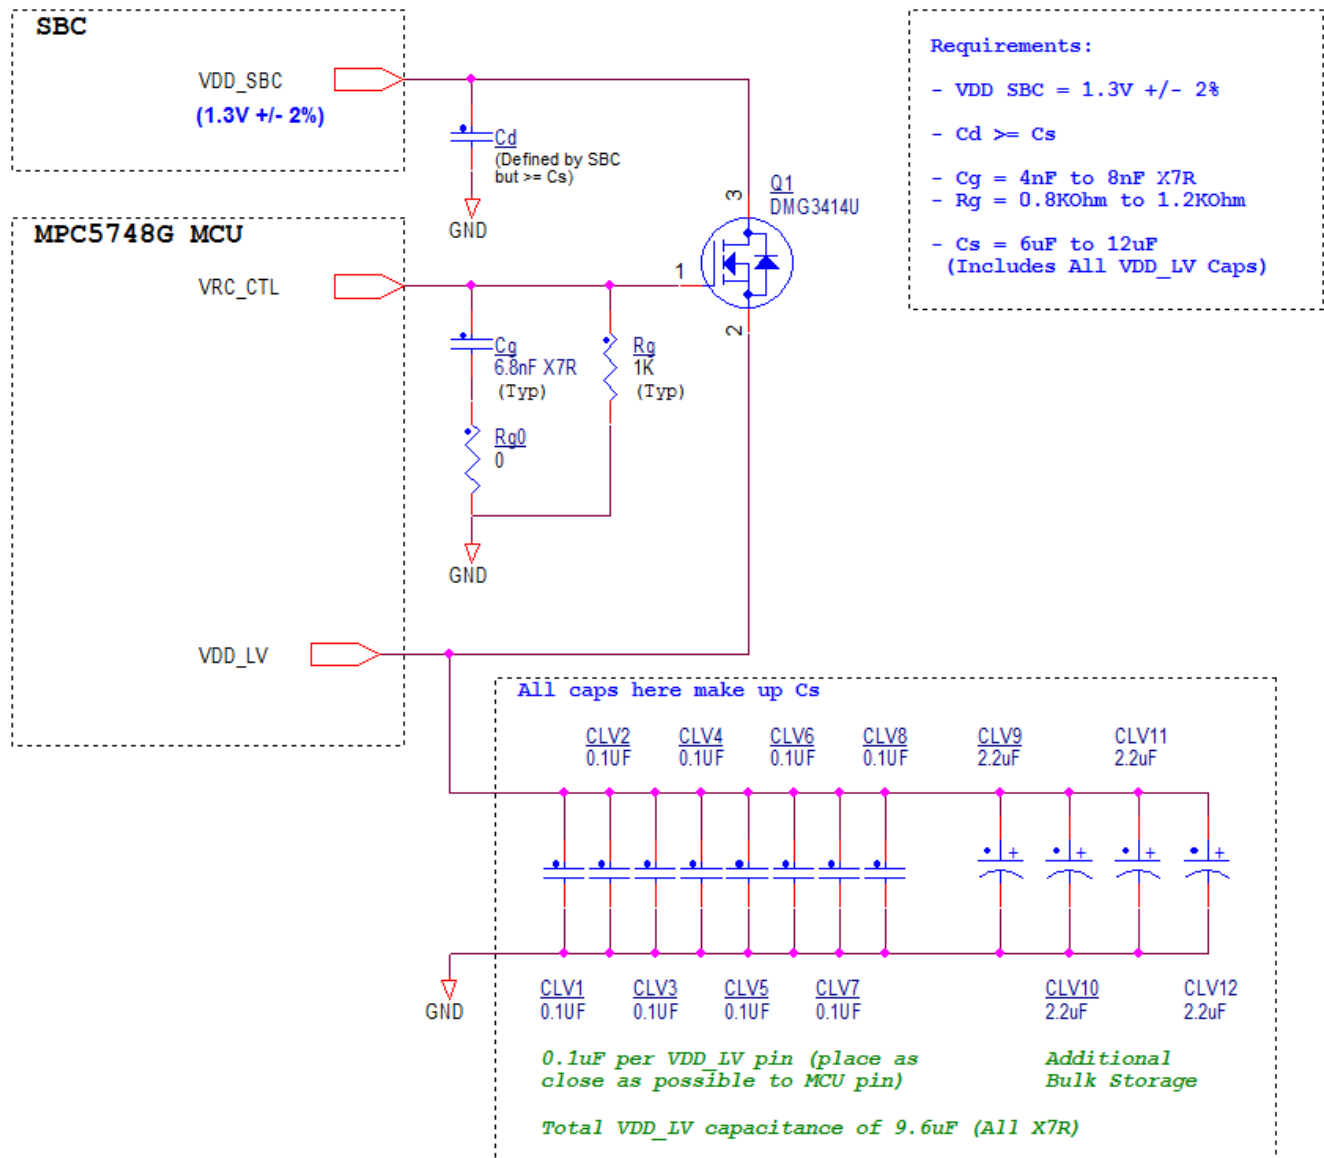 SBC
VDD_SBC
(1.3V +/- 2%)
Cd
(Defined by SBC
but >= Cs)
GND
3
Q1
DMG3414U
1
2
Requirements:
- VDD SBC = 1.3V +/- 2%
- Cd >= Cs
- Cg = 4nF to 8nF X7R
- Rg = 0.8KOhm to 1.2KOhm
- Cs = 6uF to 12uF
(Includes All VDD_LV Caps)
MPC5748G MCU
VRC_CTL
Cg
6.8nF X7R
(Typ)
Rg
1K
(Typ)
Rg0
0
GND
VDD_LV
All caps here make up Cs
CLV2
0.1UF
CLV4
0.1UF
CLV6
0.1UF
CLV8
0.1UF
CLV9
2.2uF
CLV11
2.2uF
+
+
+
+
GND
CLV1
0.1UF
CLV3
0.1UF
CLV5
0.1UF
CLV7
0.1UF
CLV10
2.2uF
CLV12
2.2uF
0.1uF per VDD_LV pin (place as
close as possible to MCU pin)
Additional
Bulk Storage
Total VDD_LV capacitance of 9.6uF (All X7R)